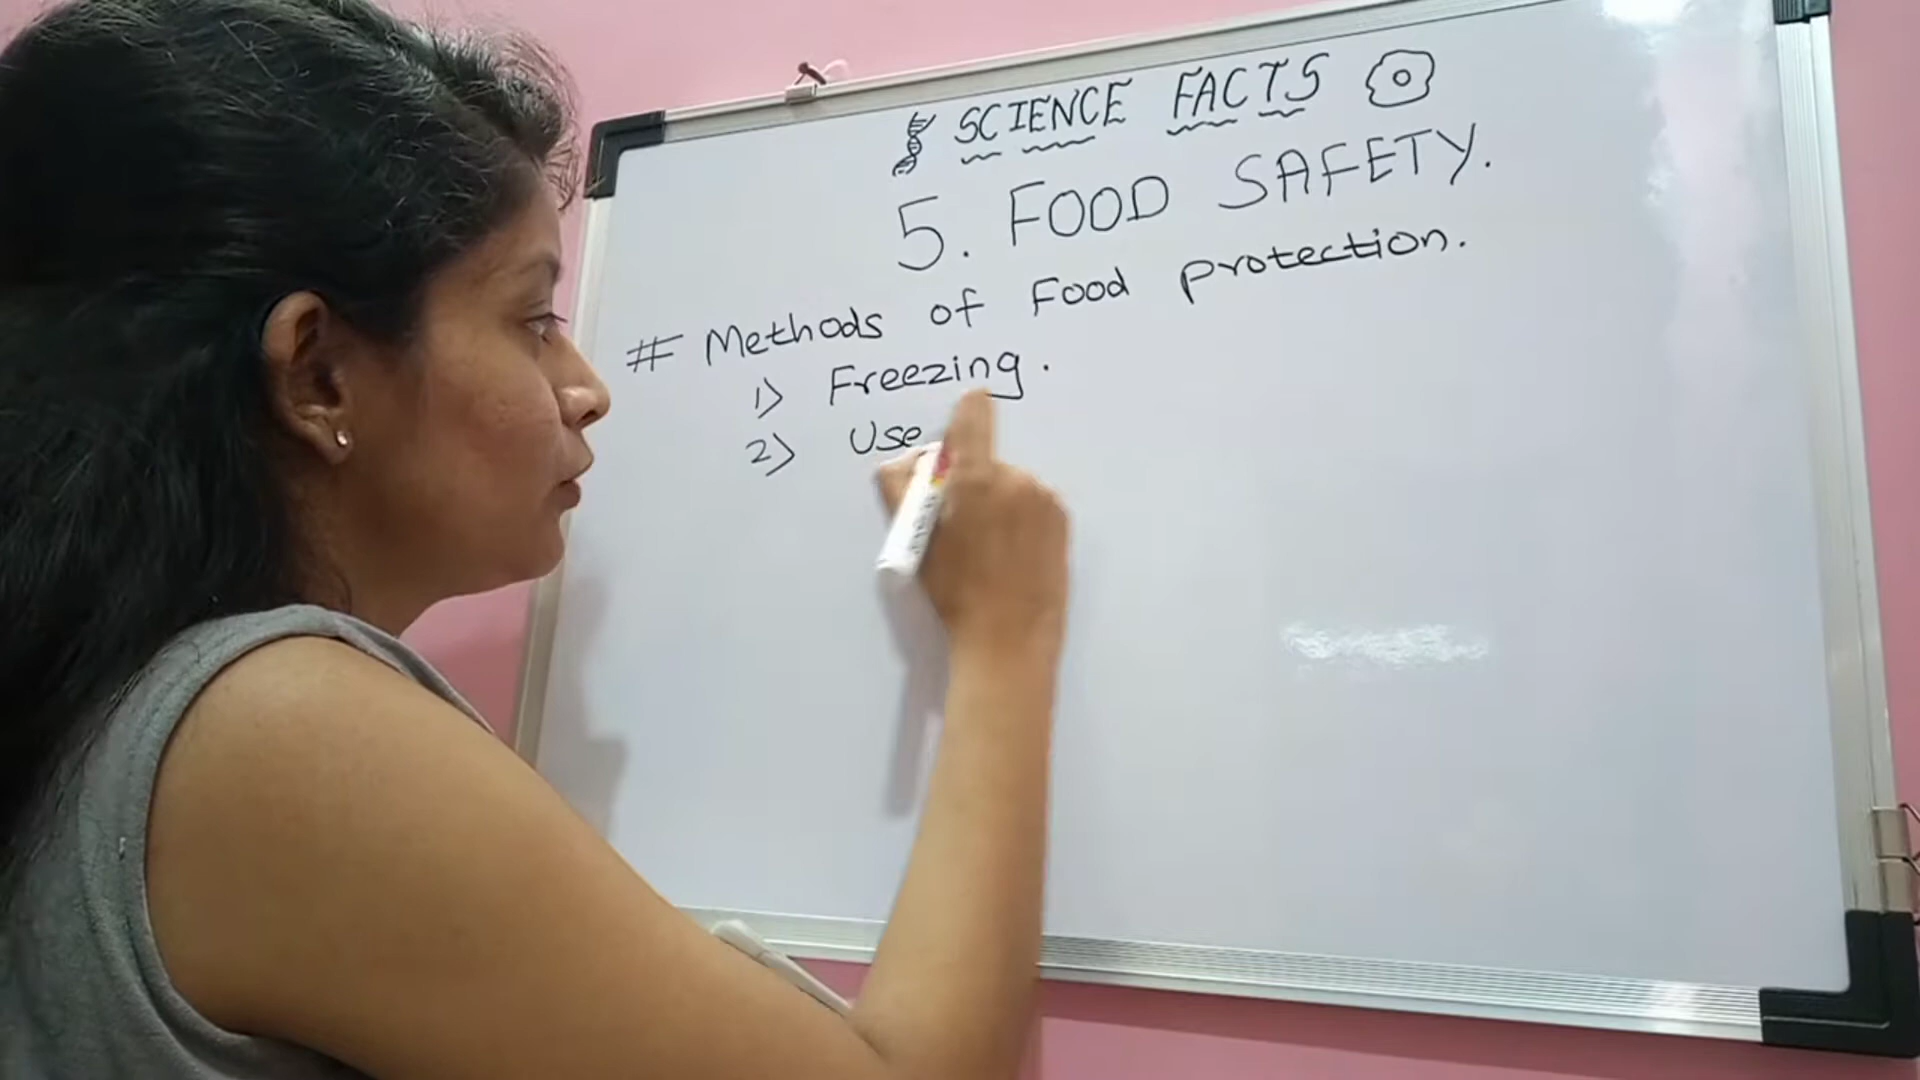 SCIENCE FACTS
5. FOOD SAFETY.
# Methods of Food protection.
1) Freezing.
2) Use